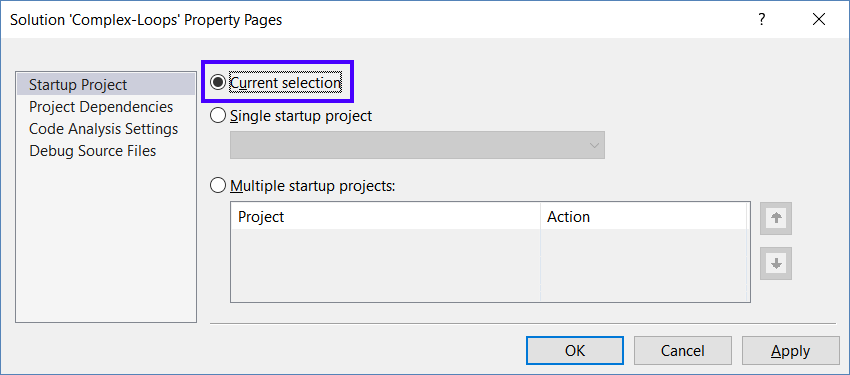 Solution 'Complex-Loops' Property Pages
?
Startup Project
Project Dependencies
Code Analysis Settings
Debug Source Files
Current selection
Single startup project
Multiple startup projects:
Project Action
OK Cancel Apply